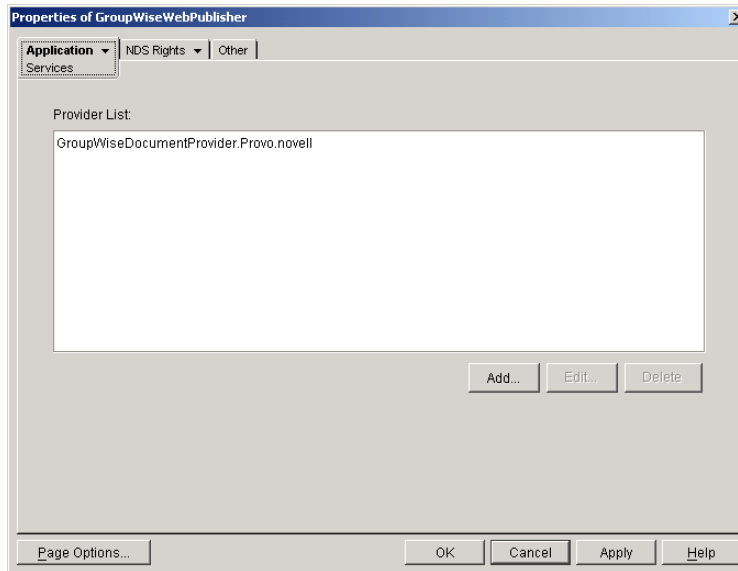 Properties of GroupWiseWebPublisher
Application NDS Rights Other
Services
Provider List:
GroupWiseDocumentProvider.Provo.novell
Add... Edit... Delete
Page Options... OK Cancel Apply Help